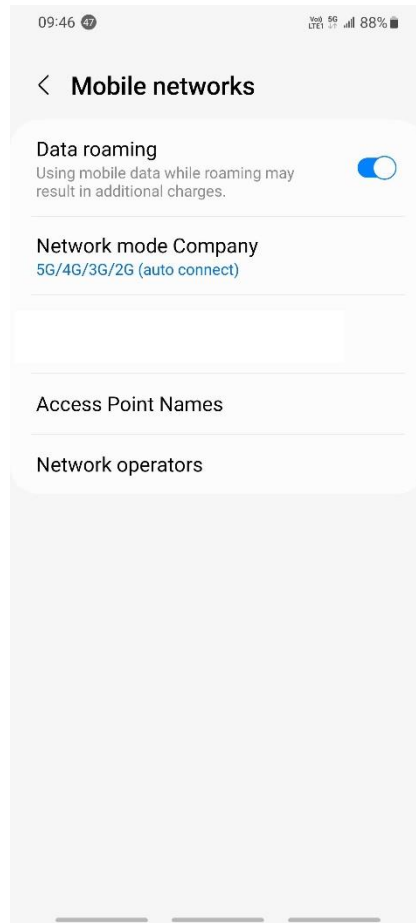 09:46 47 Vo)) LTE1 5G 88%
Mobile networks
Data roaming
Using mobile data while roaming may
result in additional charges.
Network mode Company
5G/4G/3G/2G (auto connect)
Access Point Names
Network operators